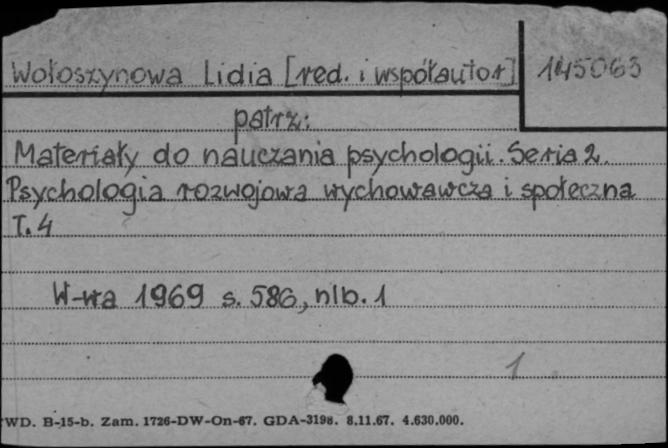 Wołoszynowa Lidia [red. i współautor] 145063
patrz:
Materiały do nauczania psychologii. Seria 2.
Psychologia rozwojowa wychowawcza i społeczna
T. 4
W-wa 1969 s. 586, nlb. 1
1
WD. B-15-b. Zam. 1726-DW-On-67. GDA-3198. 8.11.67. 4.630.000.